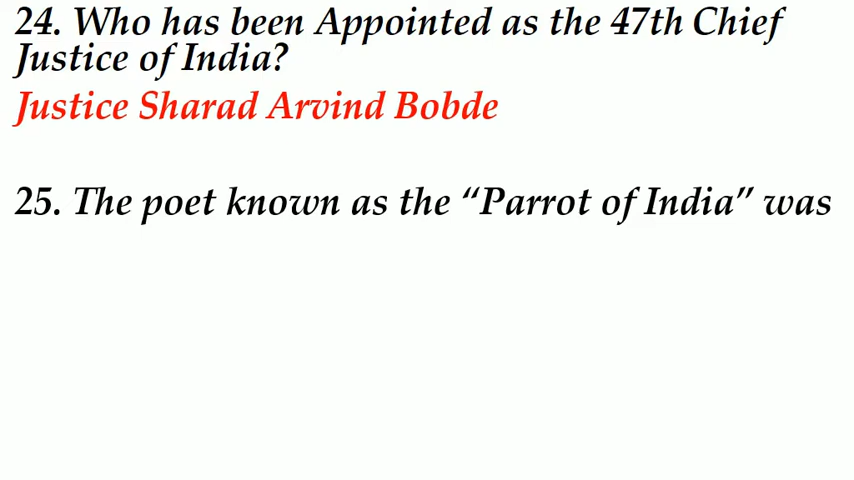 24. Who has been Appointed as the 47th Chief
Justice of India?
Justice Sharad Arvind Bobde
25. The poet known as the “Parrot of India” was